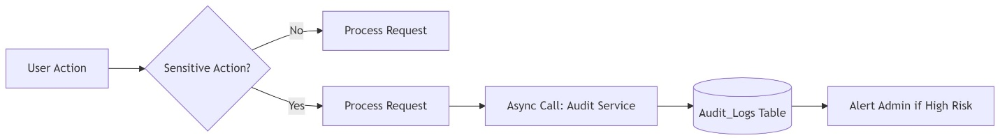 User Action
Sensitive Action?
No
Process Request
Yes
Process Request
Async Call: Audit Service
Audit_Logs Table
Alert Admin if High Risk